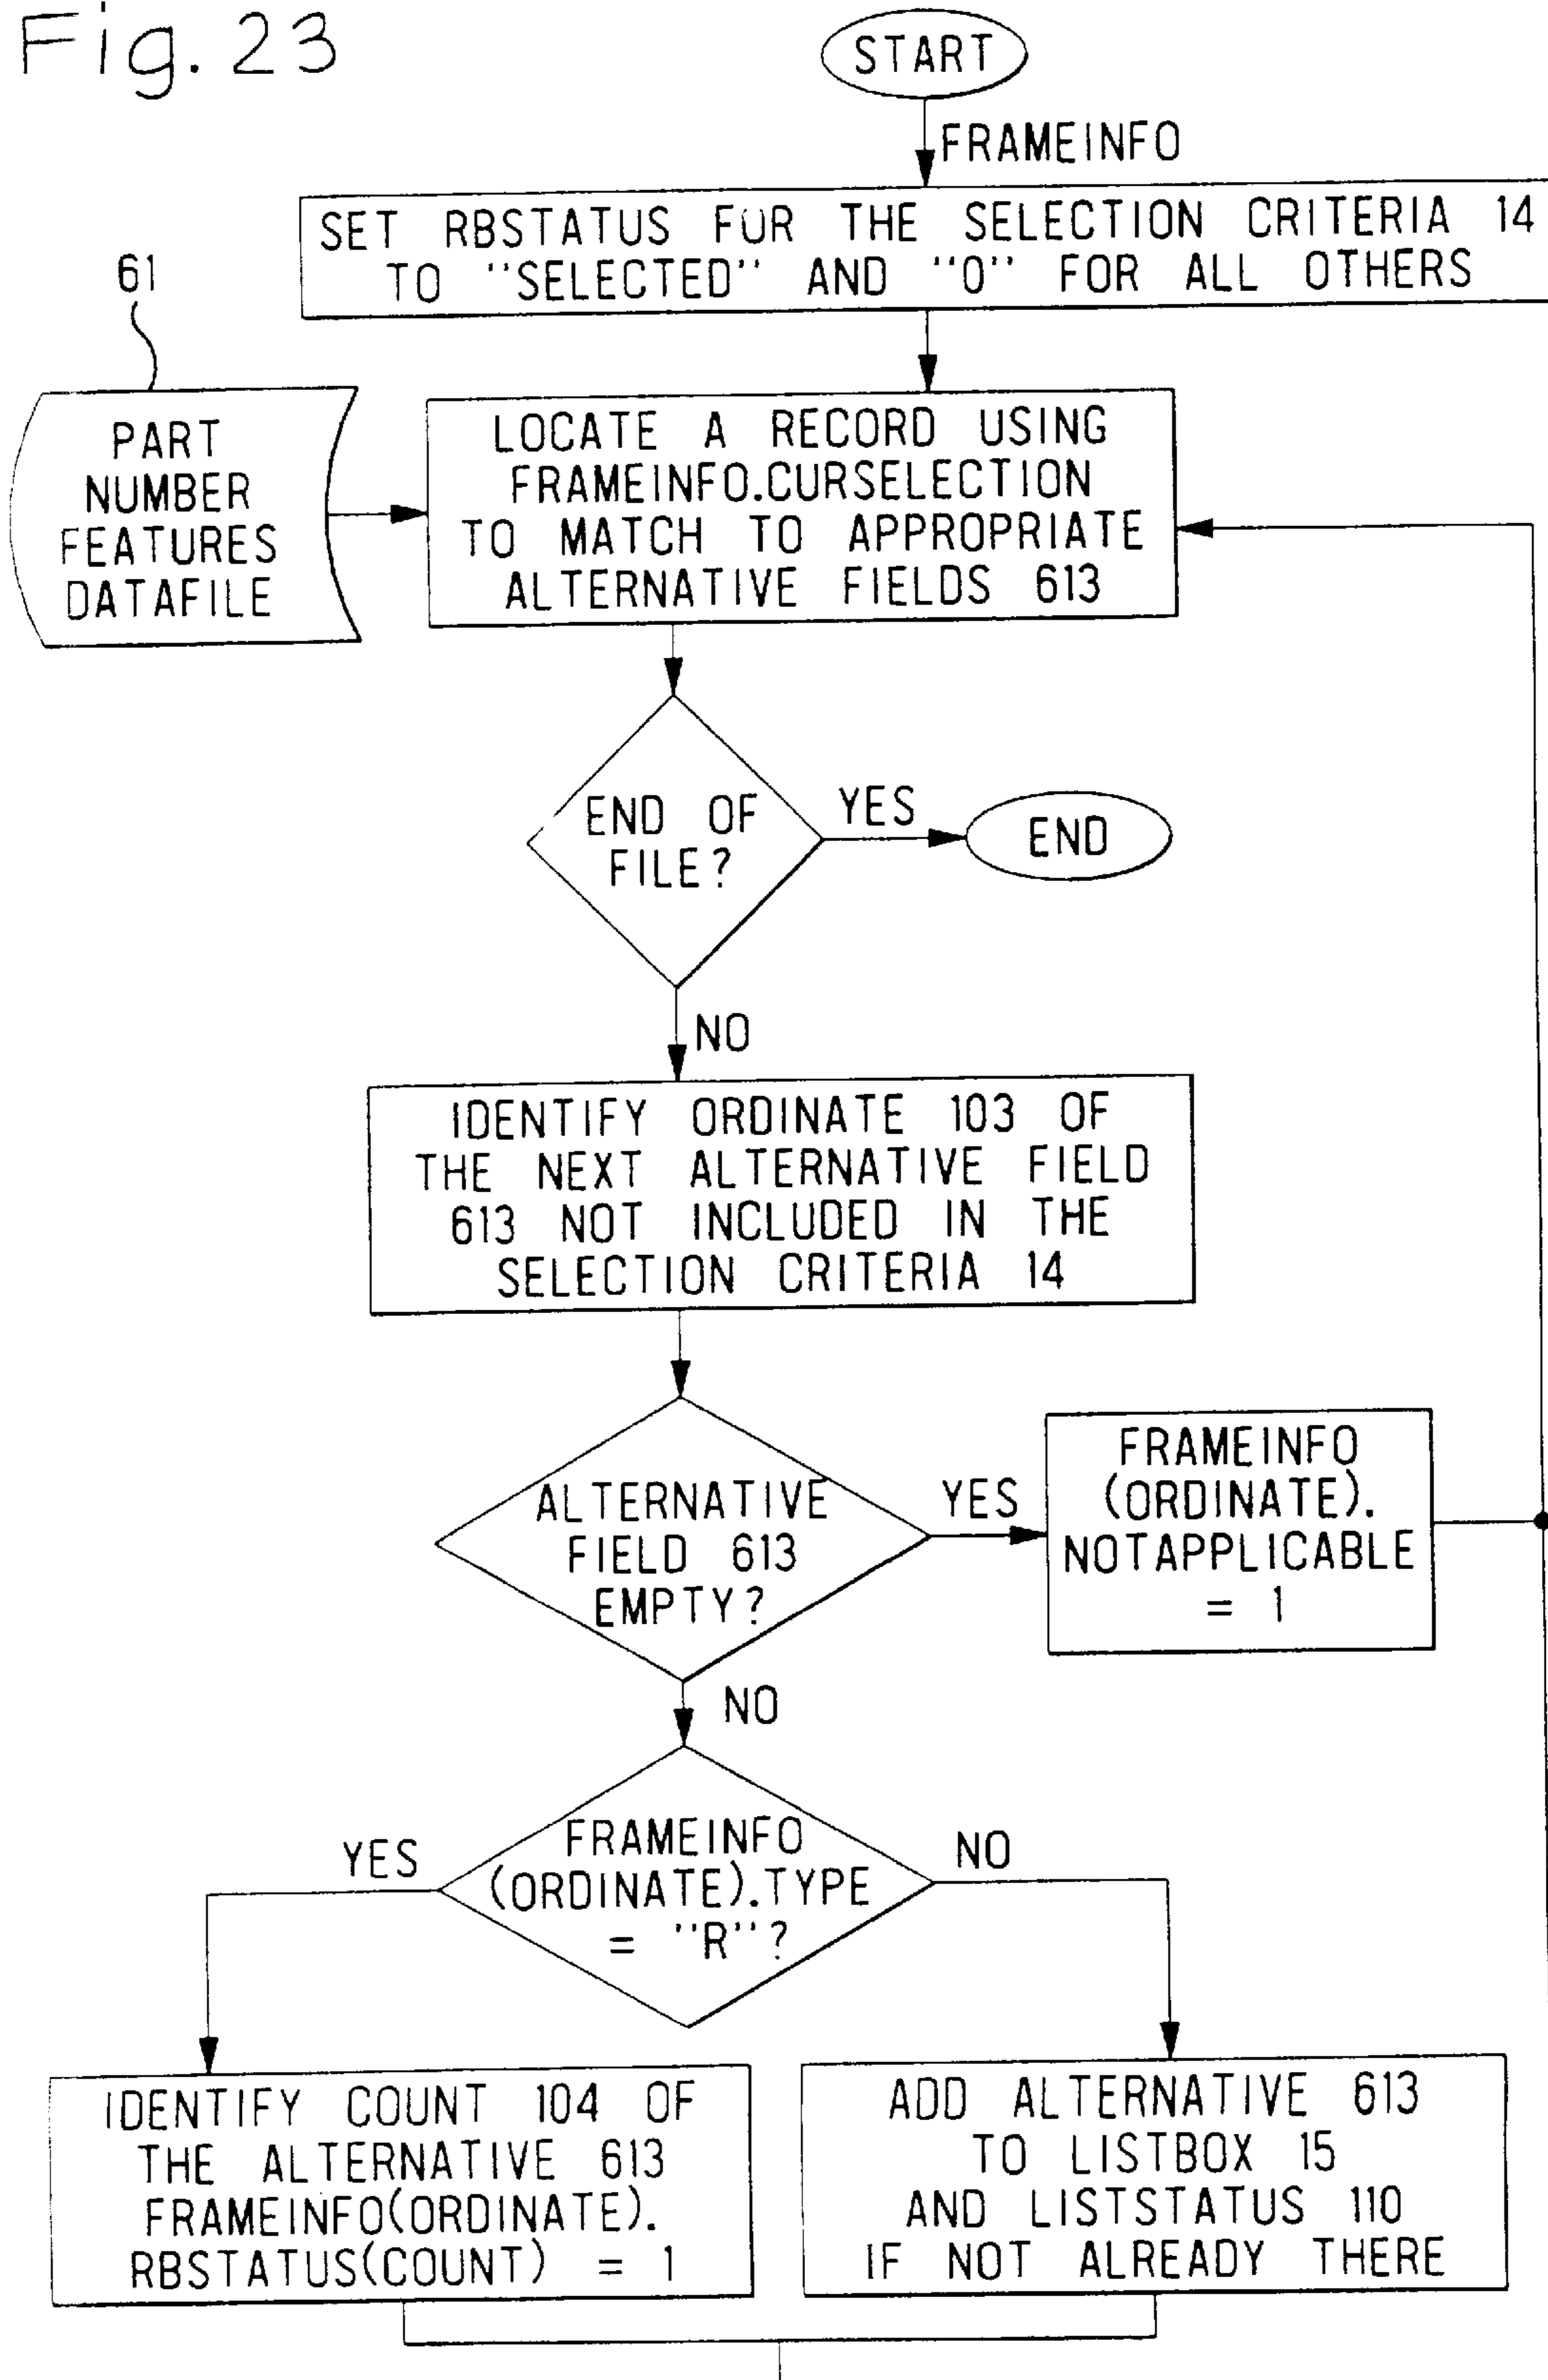 Fig. 23
START
FRAMEINFO
SET RBSTATUS FOR THE SELECTION CRITERIA 14
TO "SELECTED" AND "0" FOR ALL OTHERS
61
PART
NUMBER
FEATURES
DATAFILE
LOCATE A RECORD USING
FRAMEINFO.CURSELECTION
TO MATCH TO APPROPRIATE
ALTERNATIVE FIELDS 613
END OF
FILE?
YES
END
NO
IDENTIFY ORDINATE 103 OF
THE NEXT ALTERNATIVE FIELD
613 NOT INCLUDED IN THE
SELECTION CRITERIA 14
ALTERNATIVE
FIELD 613
EMPTY?
YES
FRAMEINFO
(ORDINATE).
NOTAPPLICABLE
= 1
NO
FRAMEINFO
(ORDINATE).TYPE
= "R"?
YES
NO
IDENTIFY COUNT 104 OF
THE ALTERNATIVE 613
FRAMEINFO(ORDINATE).
RBSTATUS(COUNT) = 1
ADD ALTERNATIVE 613
TO LISTBOX 15
AND LISTSTATUS 110
IF NOT ALREADY THERE